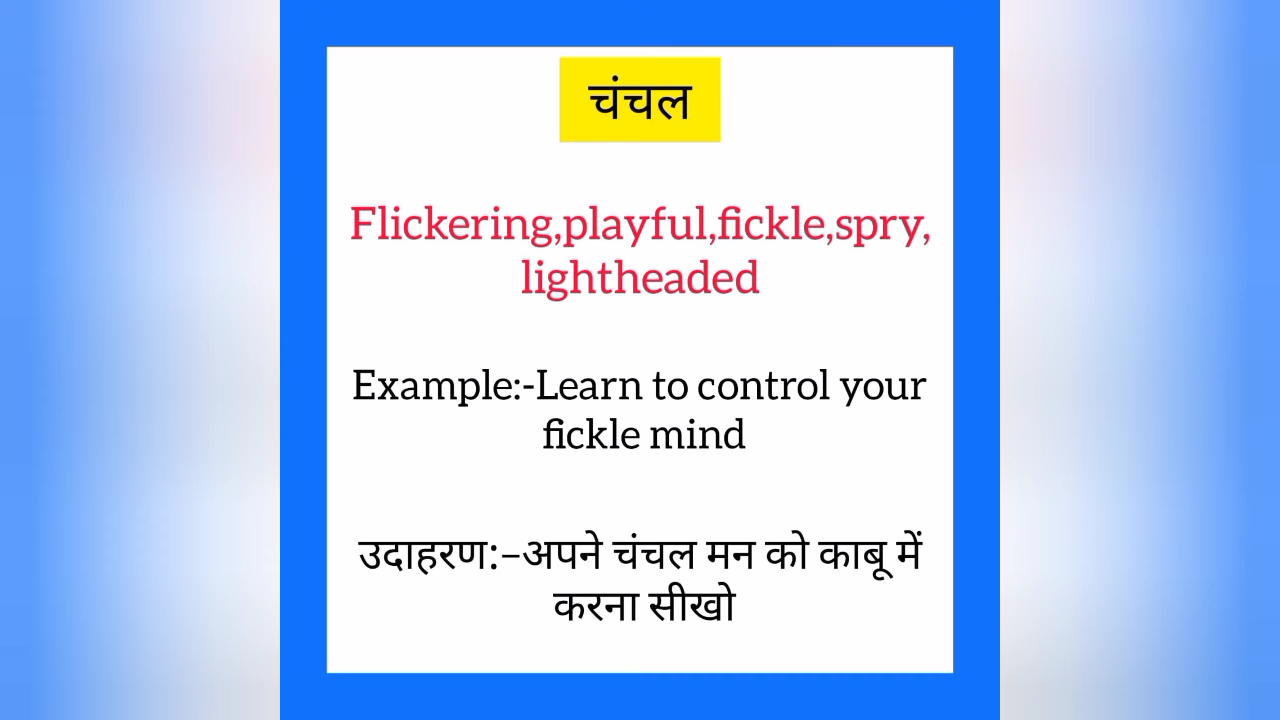 चंचल
Flickering,playful,fickle,spry,
lightheaded
Example:-Learn to control your
fickle mind
उदाहरण:–अपने चंचल मन को काबू में
करना सीखो